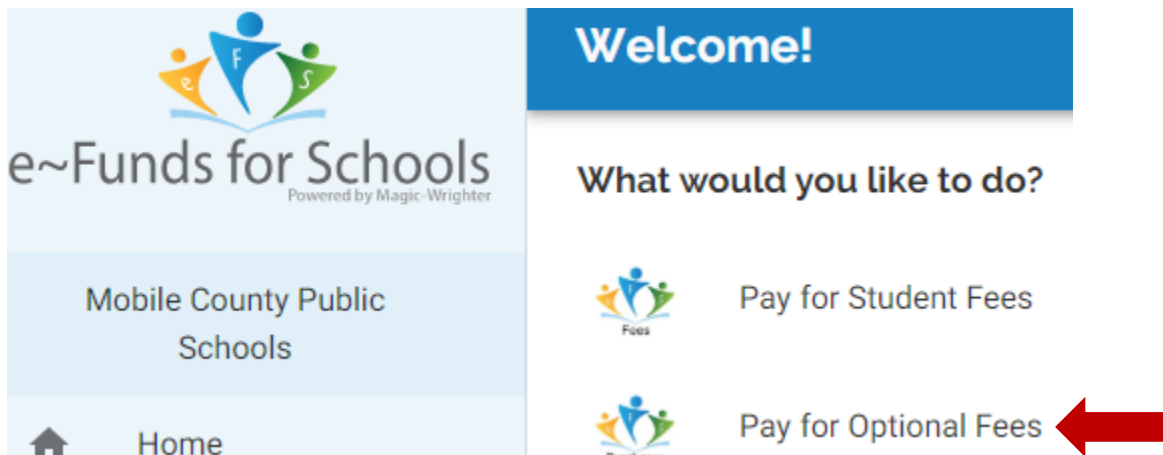 e F S
e~Funds for Schools
Powered by Magic-Wrighter
Mobile County Public
Schools
Home
Welcome!
What would you like to do?
Fees
Pay for Student Fees
Pay for Optional Fees